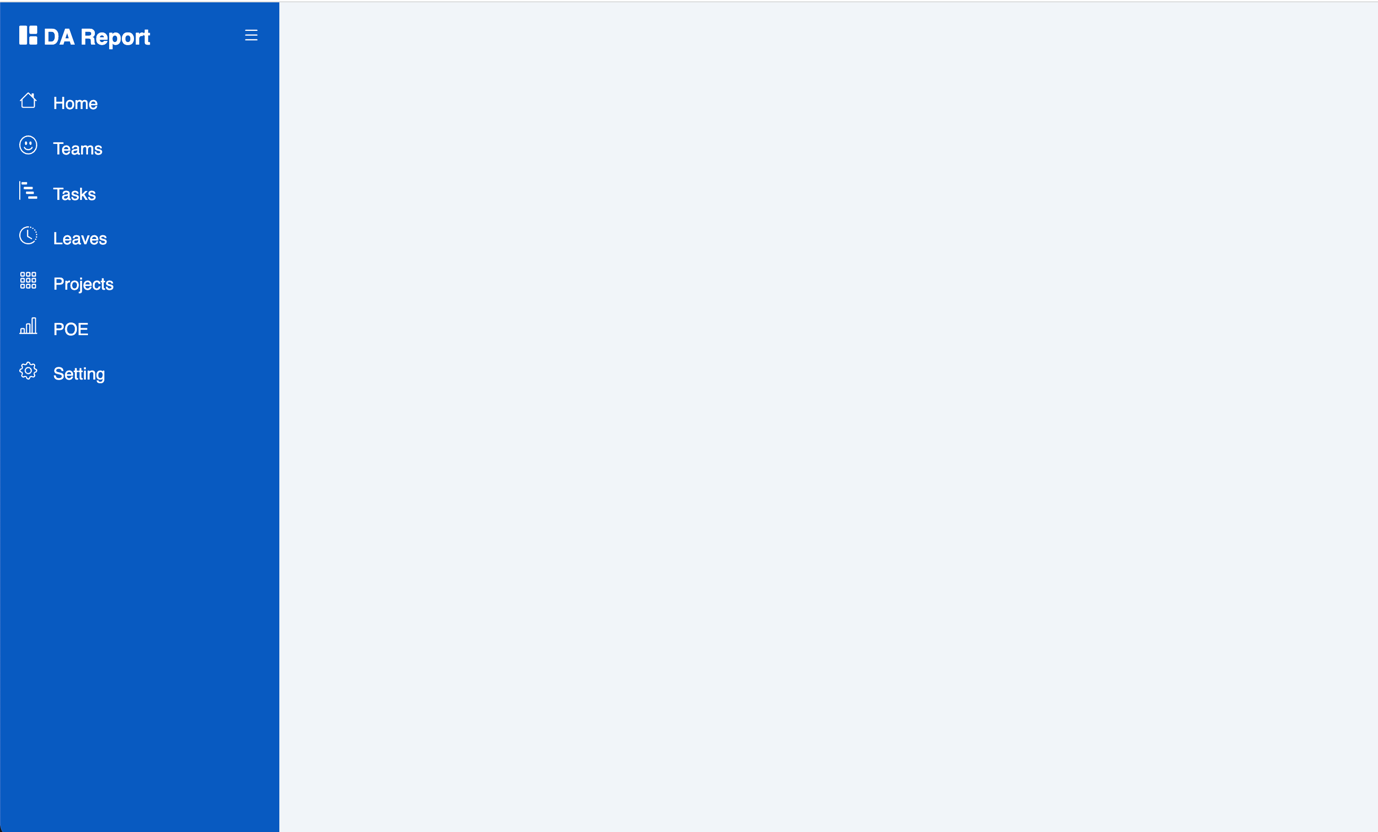 DA Report
Home
Teams
Tasks
Leaves
Projects
POE
Setting